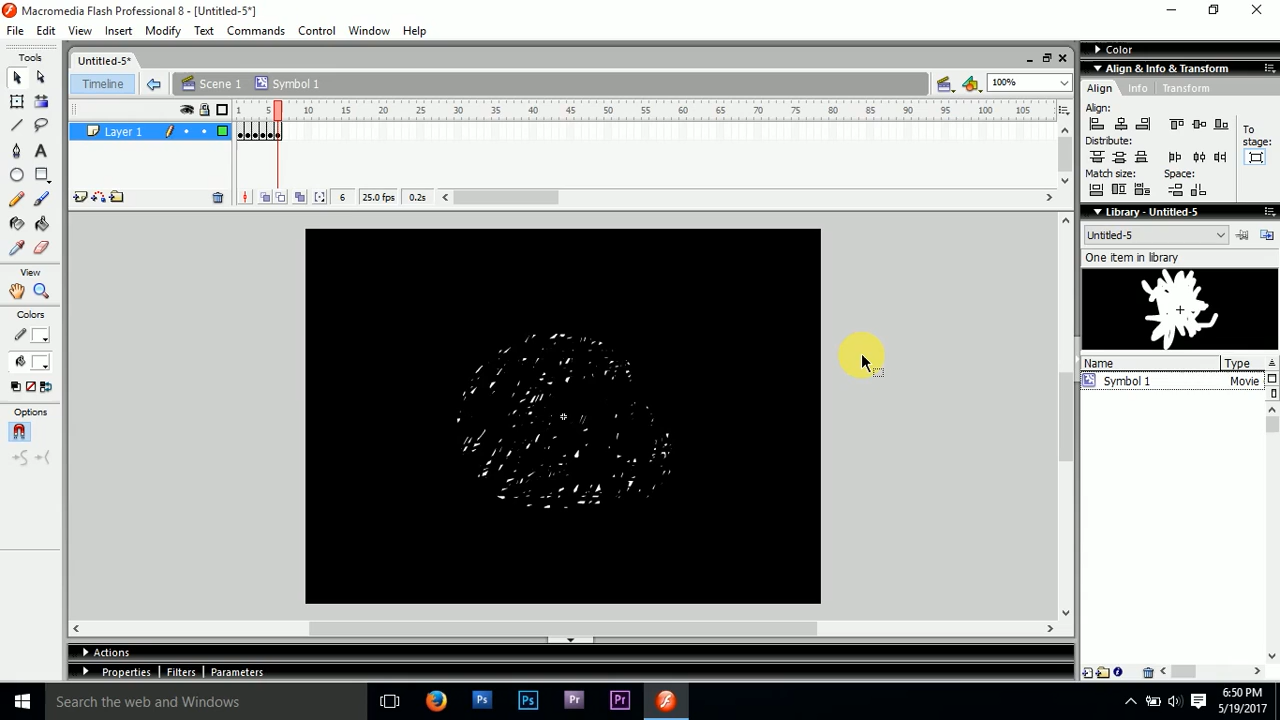 Macromedia Flash Professional 8 - [Untitled-5*]
File Edit View Insert Modify Text Commands Control Window Help
Tools
View
Colors
Options
Untitled-5*
Timeline Scene 1 Symbol 1 100%
1 5 10 15 20 25 30 35 40 45 50 55 60 65 70 75 80 85 90 95 100 105
Layer 1
6 25.0 fps 0.2s
Actions
Properties Filters Parameters
Color
Align & Info & Transform
Align Info Transform
Align:
To
stage:
Distribute:
Match size: Space:
Library - Untitled-5
Untitled-5
One item in library
Name Type
Symbol 1 Movie
Search the web and Windows
Ps Ps Pr Pr
6:50 PM
5/19/2017